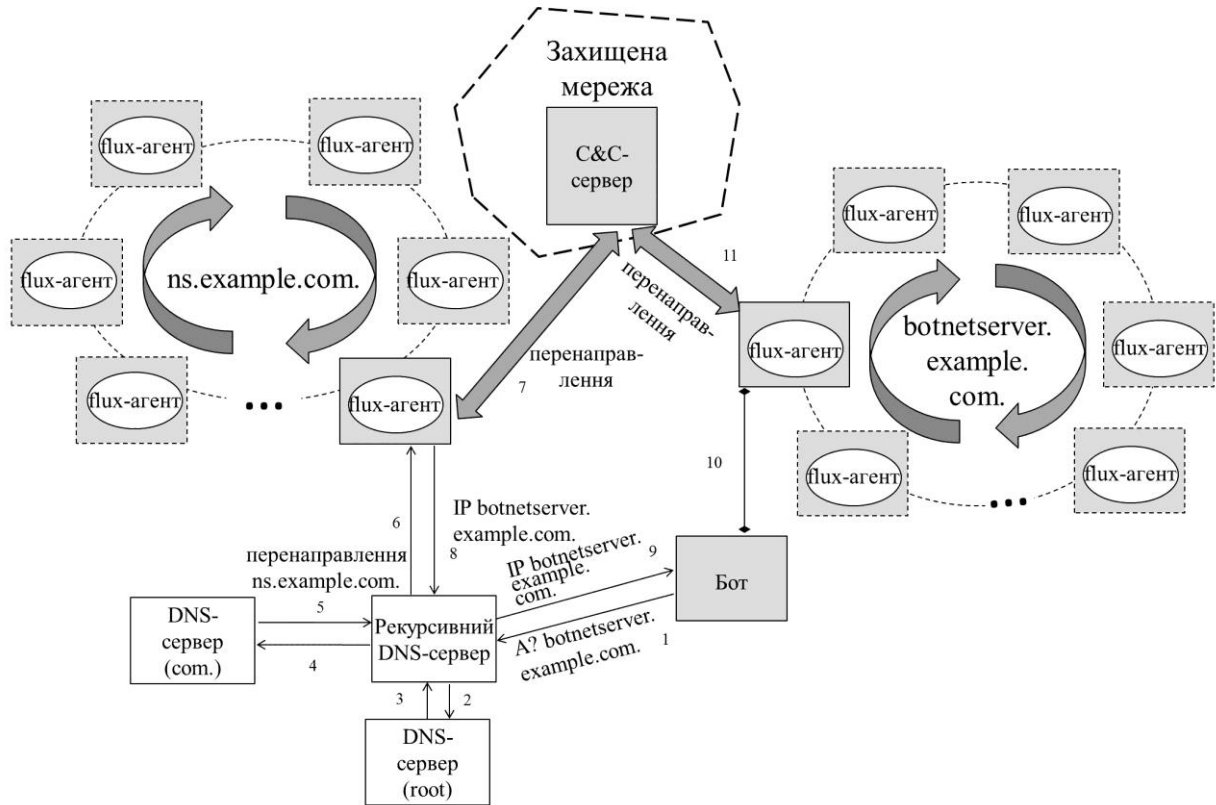 Захищена
мережа
C&C-
сервер
flux-агент
flux-агент
flux-агент
flux-агент
flux-агент
flux-агент
ns.example.com.
...
flux-агент
flux-агент
flux-агент
flux-агент
flux-агент
flux-агент
botnetserver.
example.
com.
...
11
перенаправ-
лення
7
перенаправ-
лення
10
6
8
IP botnetserver.
example.com.
перенаправлення
ns.example.com.
9
IP botnetserver.
example.
com.
Бот
1
A? botnetserver.
example.com.
5
4
DNS-
сервер
(com.)
Рекурсивний
DNS-сервер
3
2
DNS-
сервер
(root)